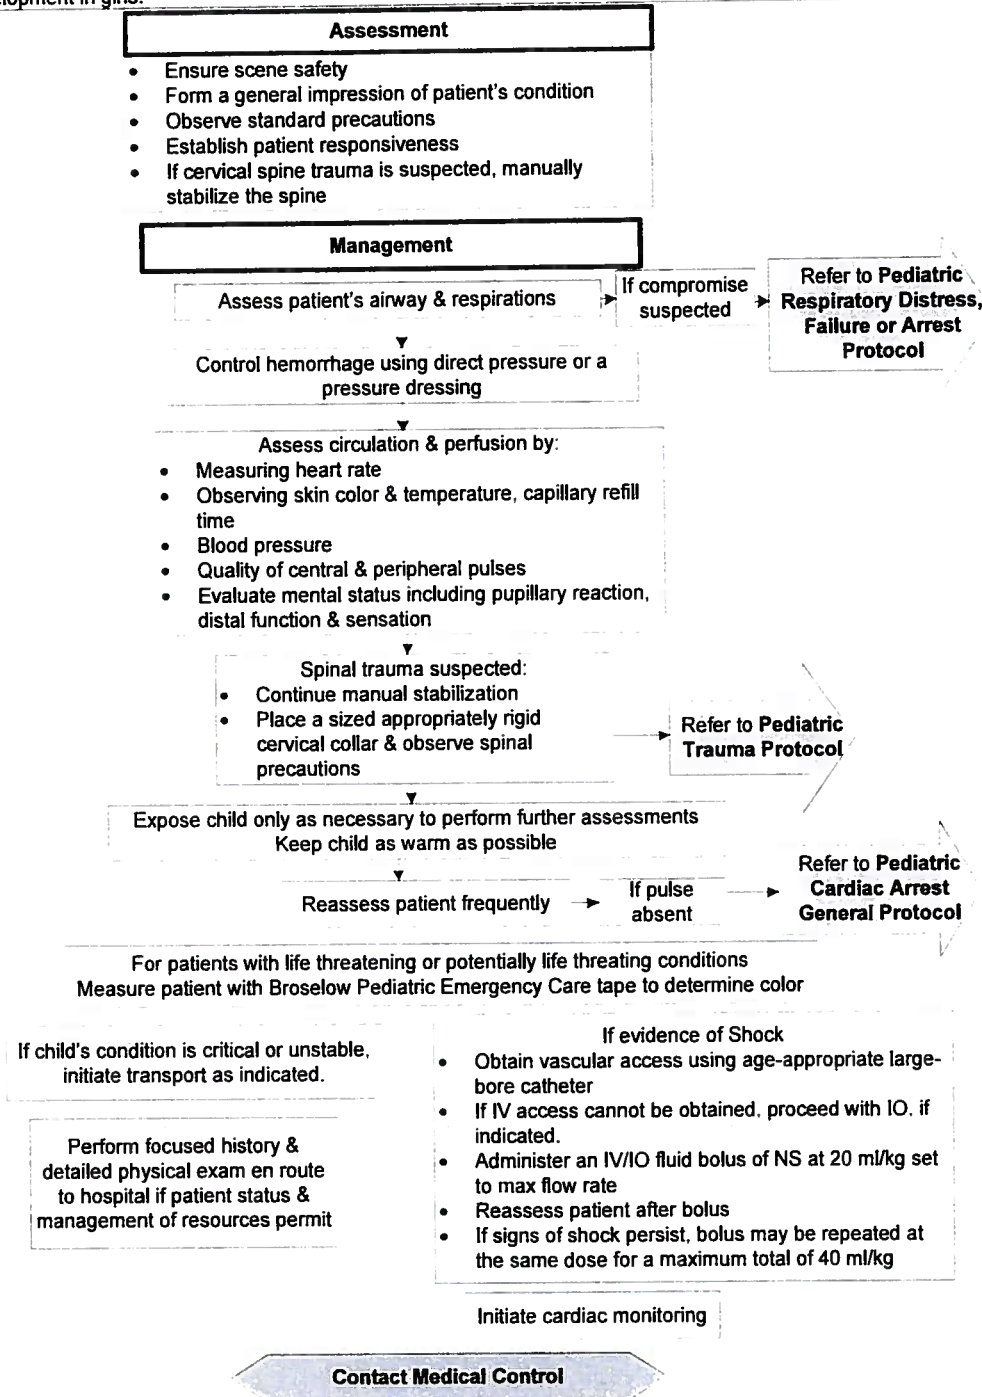 Assessment
• Ensure scene safety
• Form a general impression of patient's condition
• Observe standard precautions
• Establish patient responsiveness
• If cervical spine trauma is suspected, manually
stabilize the spine
Management
Assess patient's airway & respirations
If compromise
suspected
Refer to Pediatric
Respiratory Distress,
Failure or Arrest
Protocol
Control hemorrhage using direct pressure or a
pressure dressing
Assess circulation & perfusion by:
• Measuring heart rate
• Observing skin color & temperature, capillary refill
time
• Blood pressure
• Quality of central & peripheral pulses
• Evaluate mental status including pupillary reaction,
distal function & sensation
Spinal trauma suspected:
• Continue manual stabilization
• Place a sized appropriately rigid
cervical collar & observe spinal
precautions
Refer to Pediatric
Trauma Protocol
Expose child only as necessary to perform further assessments
Keep child as warm as possible
Reassess patient frequently
If pulse
absent
Refer to Pediatric
Cardiac Arrest
General Protocol
For patients with life threatening or potentially life threating conditions
Measure patient with Broselow Pediatric Emergency Care tape to determine color
If child's condition is critical or unstable,
initiate transport as indicated.
Perform focused history &
detailed physical exam en route
to hospital if patient status &
management of resources permit
If evidence of Shock
• Obtain vascular access using age-appropriate large-
bore catheter
• If IV access cannot be obtained, proceed with IO, if
indicated.
• Administer an IV/IO fluid bolus of NS at 20 ml/kg set
to max flow rate
• Reassess patient after bolus
• If signs of shock persist, bolus may be repeated at
the same dose for a maximum total of 40 ml/kg
Initiate cardiac monitoring
Contact Medical Control